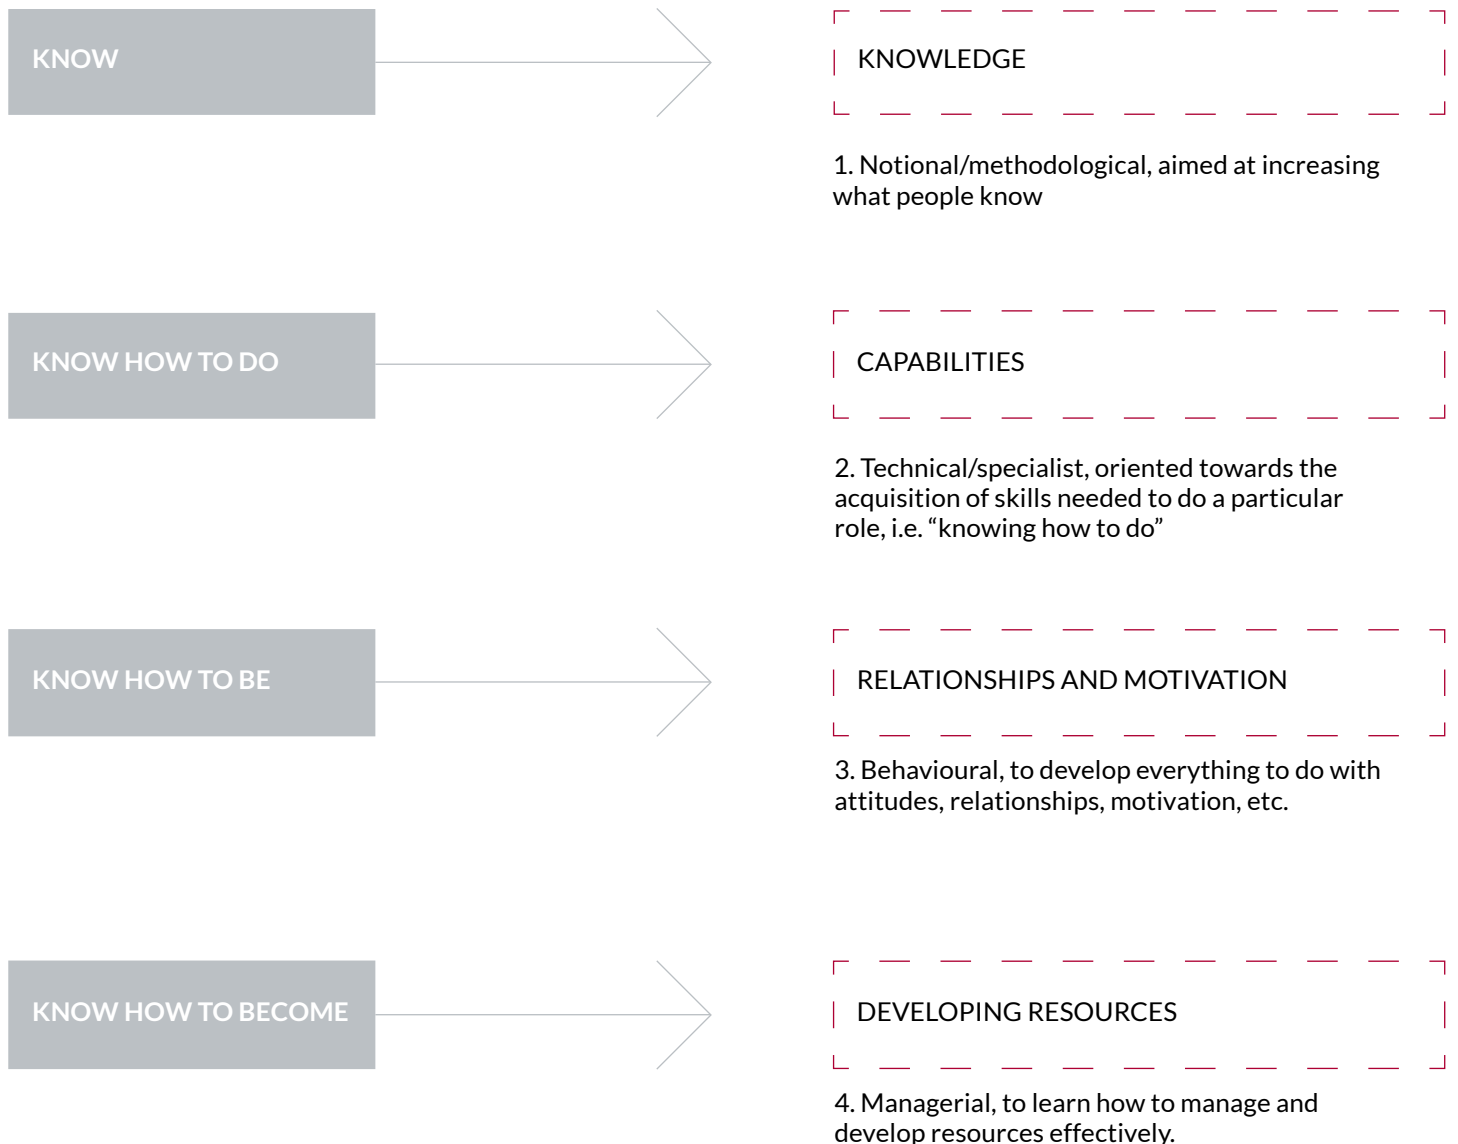 KNOW
KNOWLEDGE
1. Notional/methodological, aimed at increasing
what people know
KNOW HOW TO DO
CAPABILITIES
2. Technical/specialist, oriented towards the
acquisition of skills needed to do a particular
role, i.e. “knowing how to do”
KNOW HOW TO BE
RELATIONSHIPS AND MOTIVATION
3. Behavioural, to develop everything to do with
attitudes, relationships, motivation, etc.
KNOW HOW TO BECOME
DEVELOPING RESOURCES
4. Managerial, to learn how to manage and
develop resources effectively.